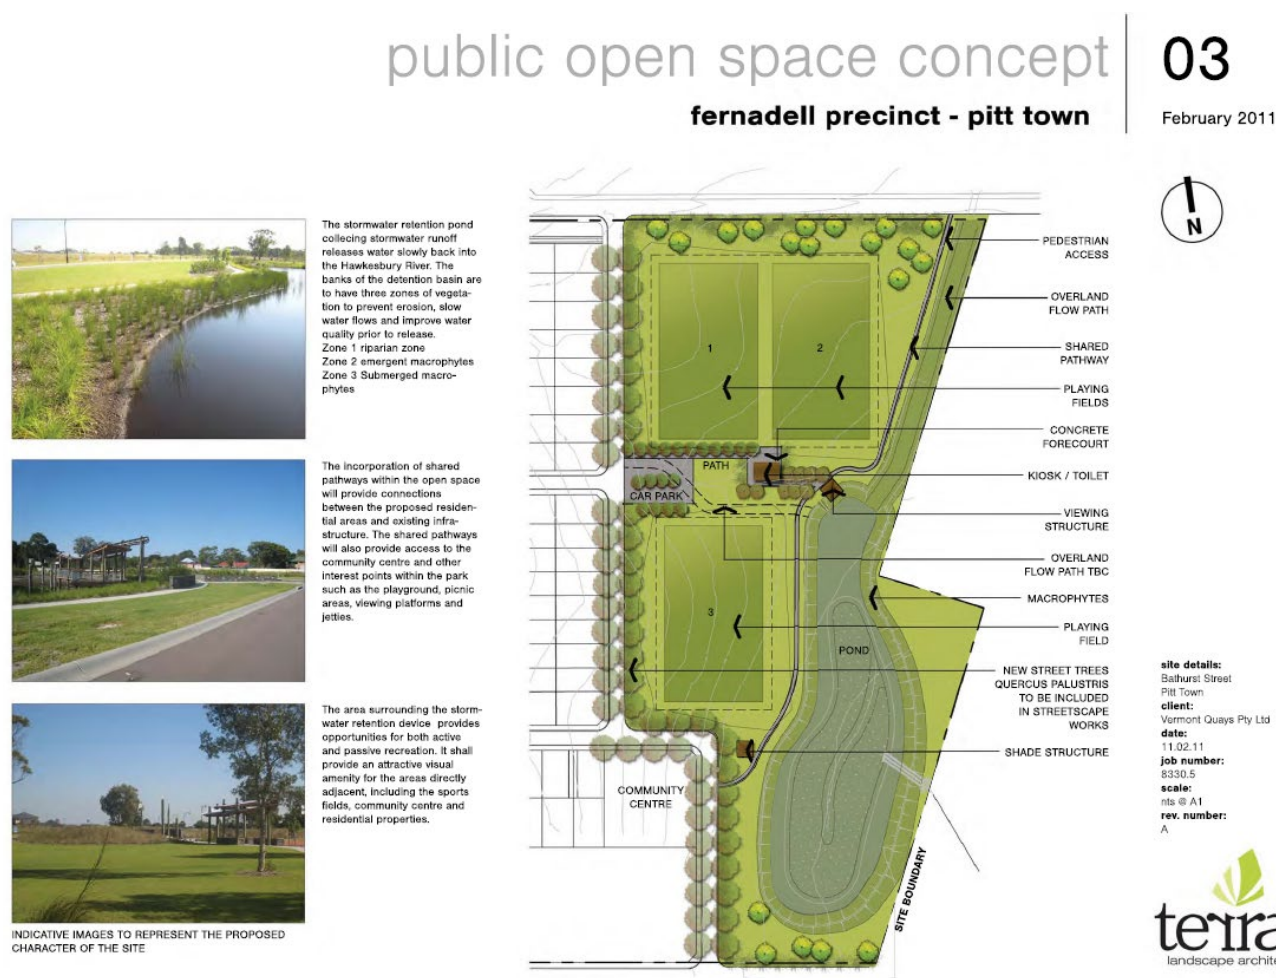 public open space concept
03
fernadell precinct - pitt town
February 2011
N
The stormwater retention pond
collecing stormwater runoff
releases water slowly back into
the Hawkesbury River. The
banks of the detention basin are
to have three zones of vegeta-
tion to prevent erosion, slow
water flows and improve water
quality prior to release.
Zone 1 riparian zone
Zone 2 emergent macrophytes
Zone 3 Submerged macro-
phytes
The incorporation of shared
pathways within the open space
will provide connections
between the proposed residen-
tial areas and existing infra-
structure. The shared pathways
will also provide access to the
community centre and other
interest points within the park
such as the playground, picnic
areas, viewing platforms and
jetties.
The area surrounding the storm-
water retention device provides
opportunities for both active
and passive recreation. It shall
provide an attractive visual
amenity for the areas directly
adjacent, including the sports
fields, community centre and
residential properties.
INDICATIVE IMAGES TO REPRESENT THE PROPOSED
CHARACTER OF THE SITE
1
2
PATH
CAR PARK
3
POND
COMMUNITY
CENTRE
SITE BOUNDARY
PEDESTRIAN
ACCESS
OVERLAND
FLOW PATH
SHARED
PATHWAY
PLAYING
FIELDS
CONCRETE
FORECOURT
KIOSK / TOILET
VIEWING
STRUCTURE
OVERLAND
FLOW PATH TBC
MACROPHYTES
PLAYING
FIELD
NEW STREET TREES
QUERCUS PALUSTRIS
TO BE INCLUDED
IN STREETSCAPE
WORKS
SHADE STRUCTURE
site details:
Bathurst Street
Pitt Town
client:
Vermont Quays Pty Ltd
date:
11.02.11
job number:
8330.5
scale:
nts @ A1
rev. number:
A
terra
landscape archite